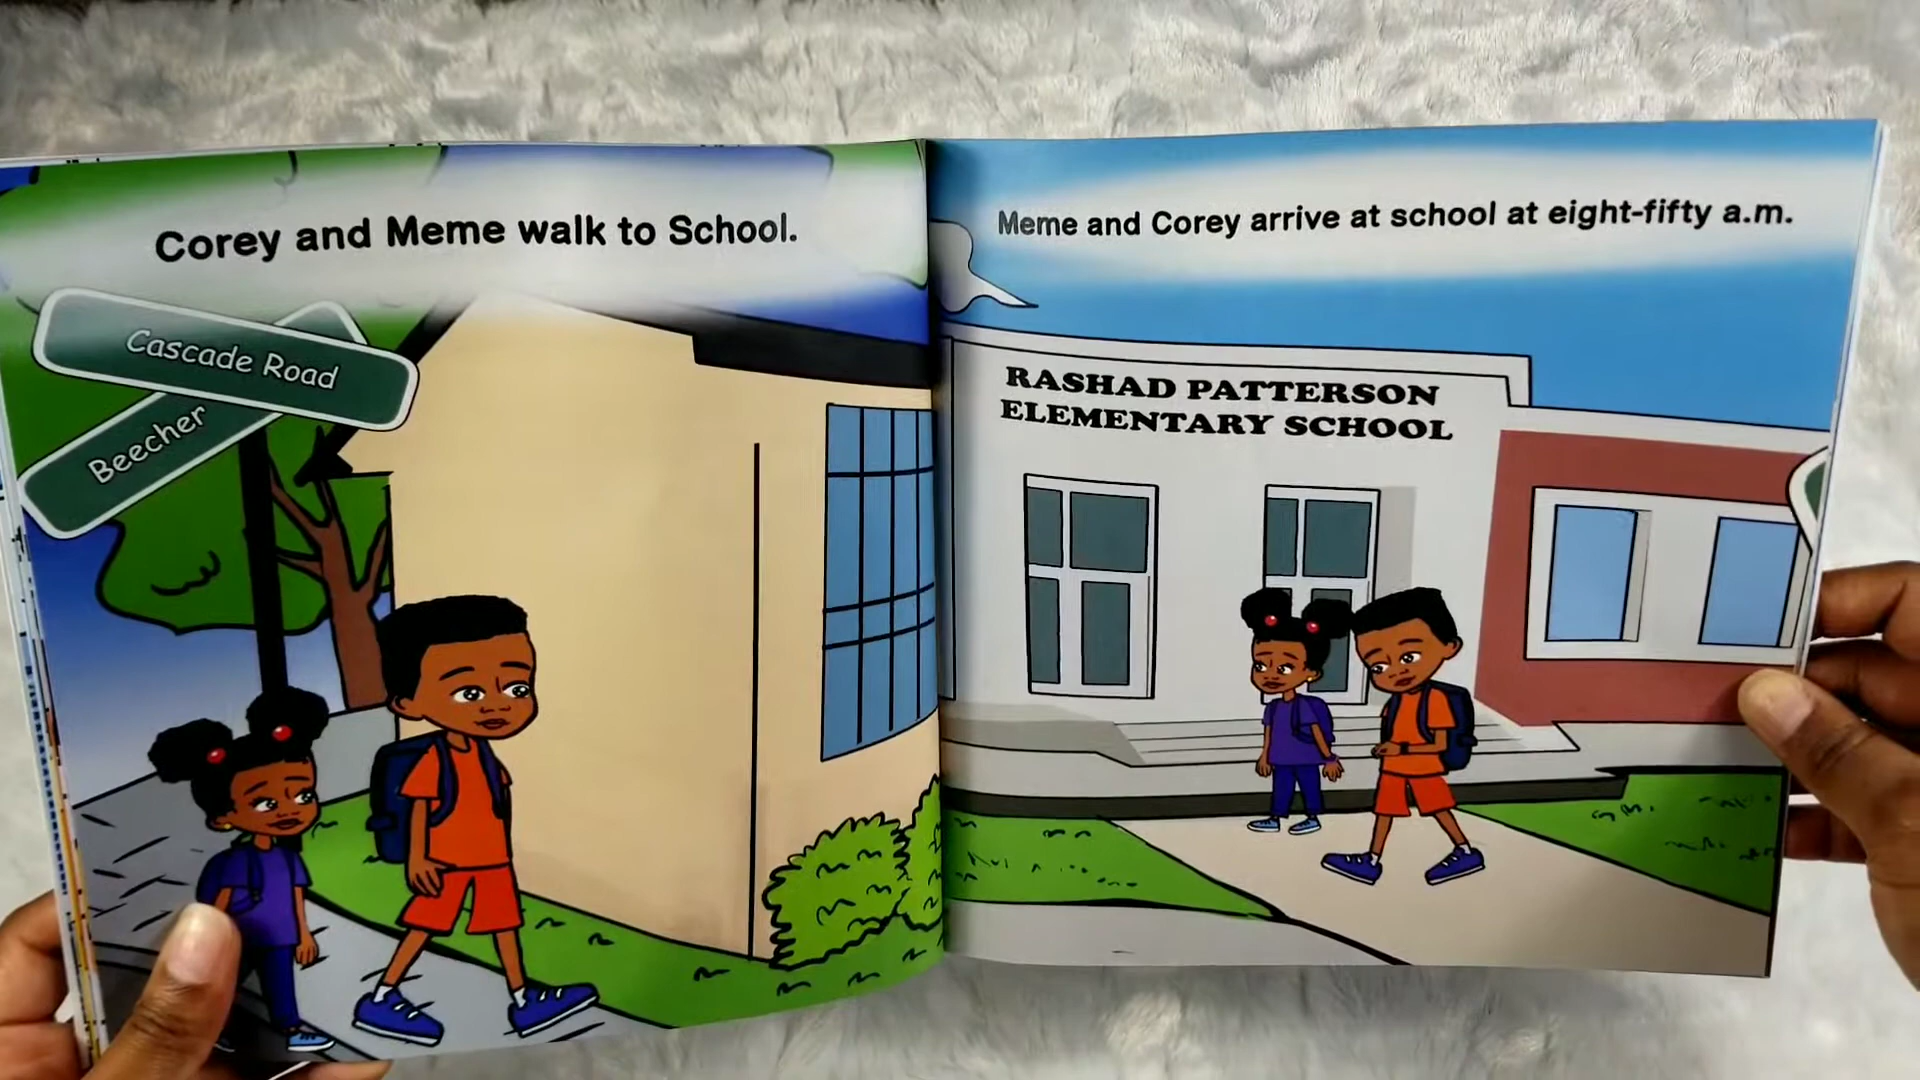 Corey and Meme walk to School.
Cascade Road
Beecher
Meme and Corey arrive at school at eight-fifty a.m.
RASHAD PATTERSON
ELEMENTARY SCHOOL